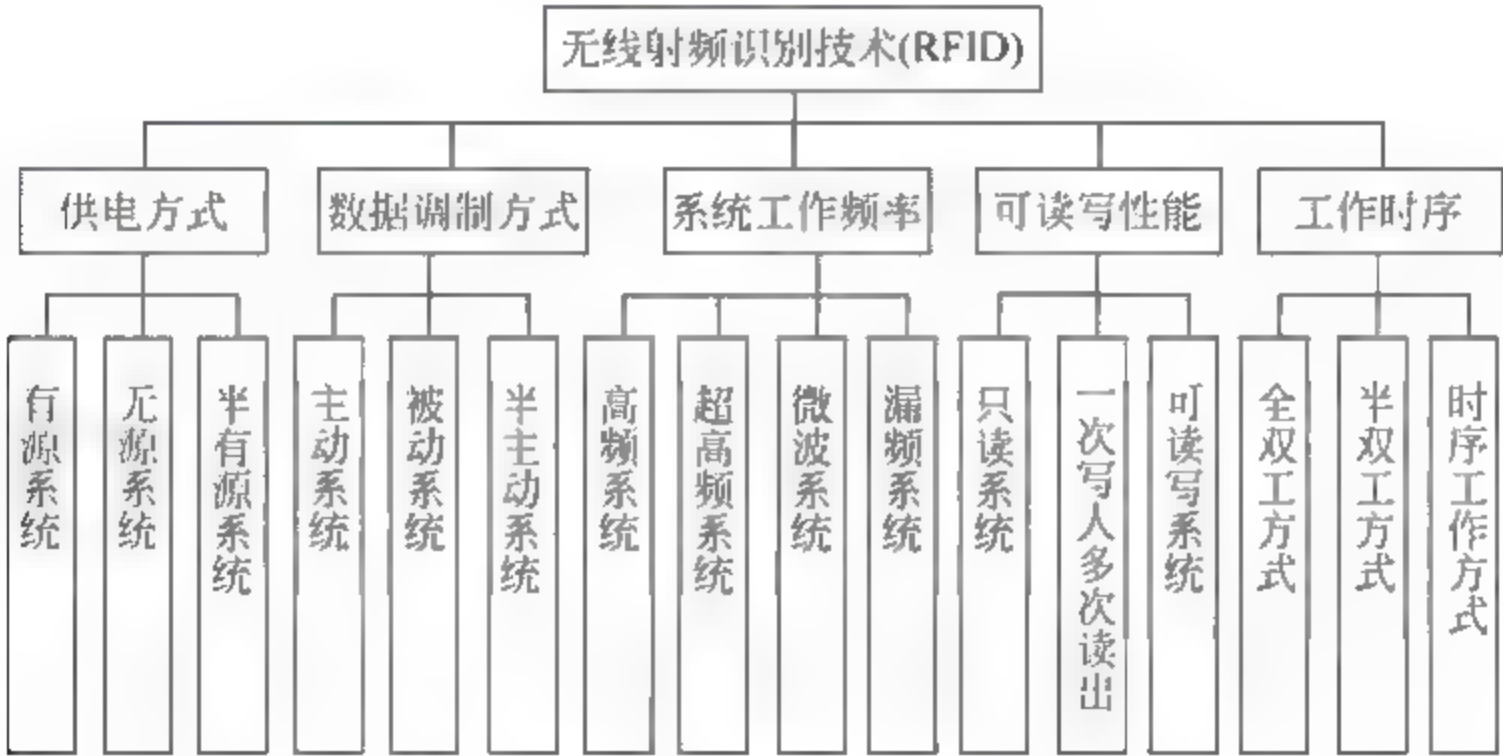 无线射频识别技术(RFID)
供电方式
数据调制方式
系统工作频率
可读写性能
工作时序
有源系统
无源系统
半有源系统
主动系统
被动系统
半主动系统
高频系统
超高频系统
微波系统
漏频系统
只读系统
一次写人多次读出
可读写系统
全双工方式
半双工方式
时序工作方式